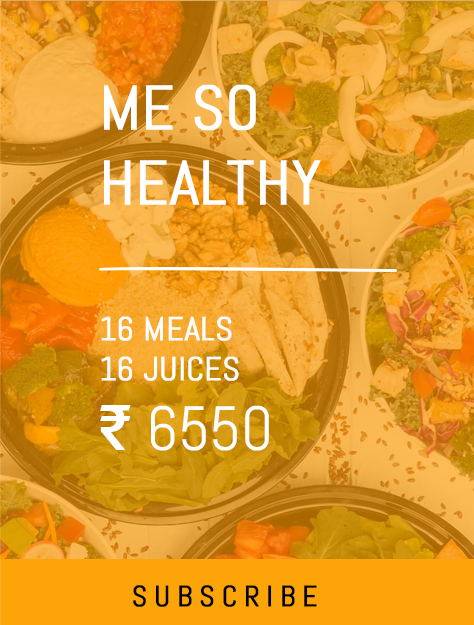 ME SO
HEALTHY
16 MEALS
16 JUICES
₹ 6550
SUBSCRIBE